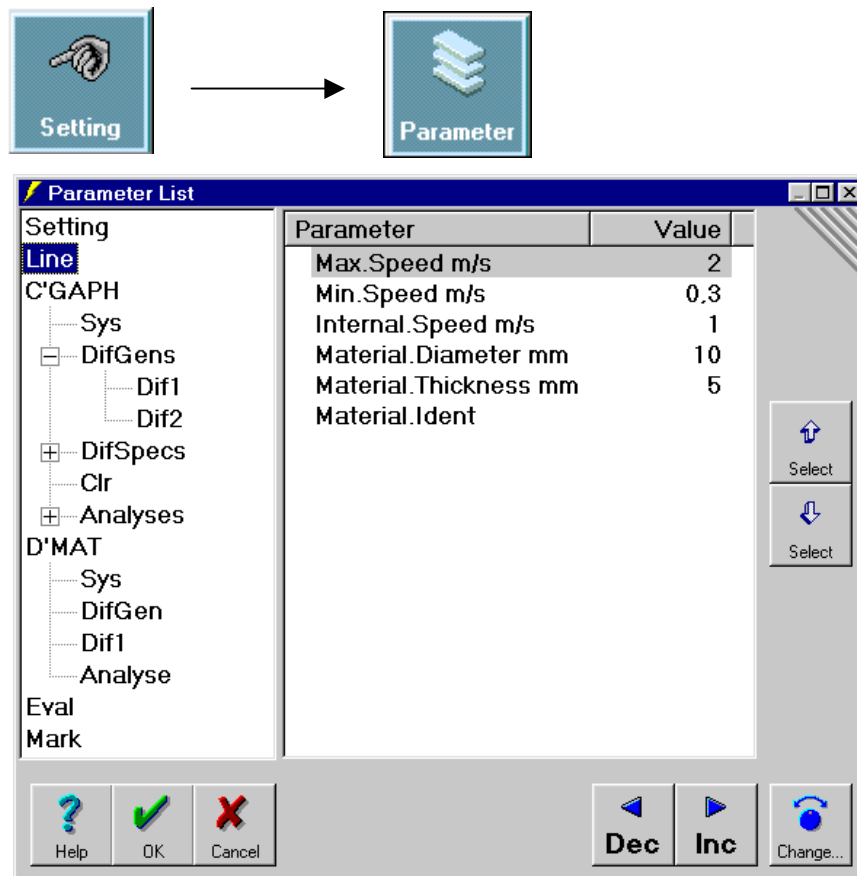 Setting
Parameter
Parameter List
Setting
Line
C'GAPH
Sys
DifGens
Dif1
Dif2
DifSpecs
Clr
Analyses
D'MAT
Sys
DifGen
Dif1
Analyse
Eval
Mark
Parameter Value
Max.Speed m/s 2
Min.Speed m/s 0,3
Internal.Speed m/s 1
Material.Diameter mm 10
Material.Thickness mm 5
Material.Ident
Select
Select
Help OK Cancel
Dec Inc Change...